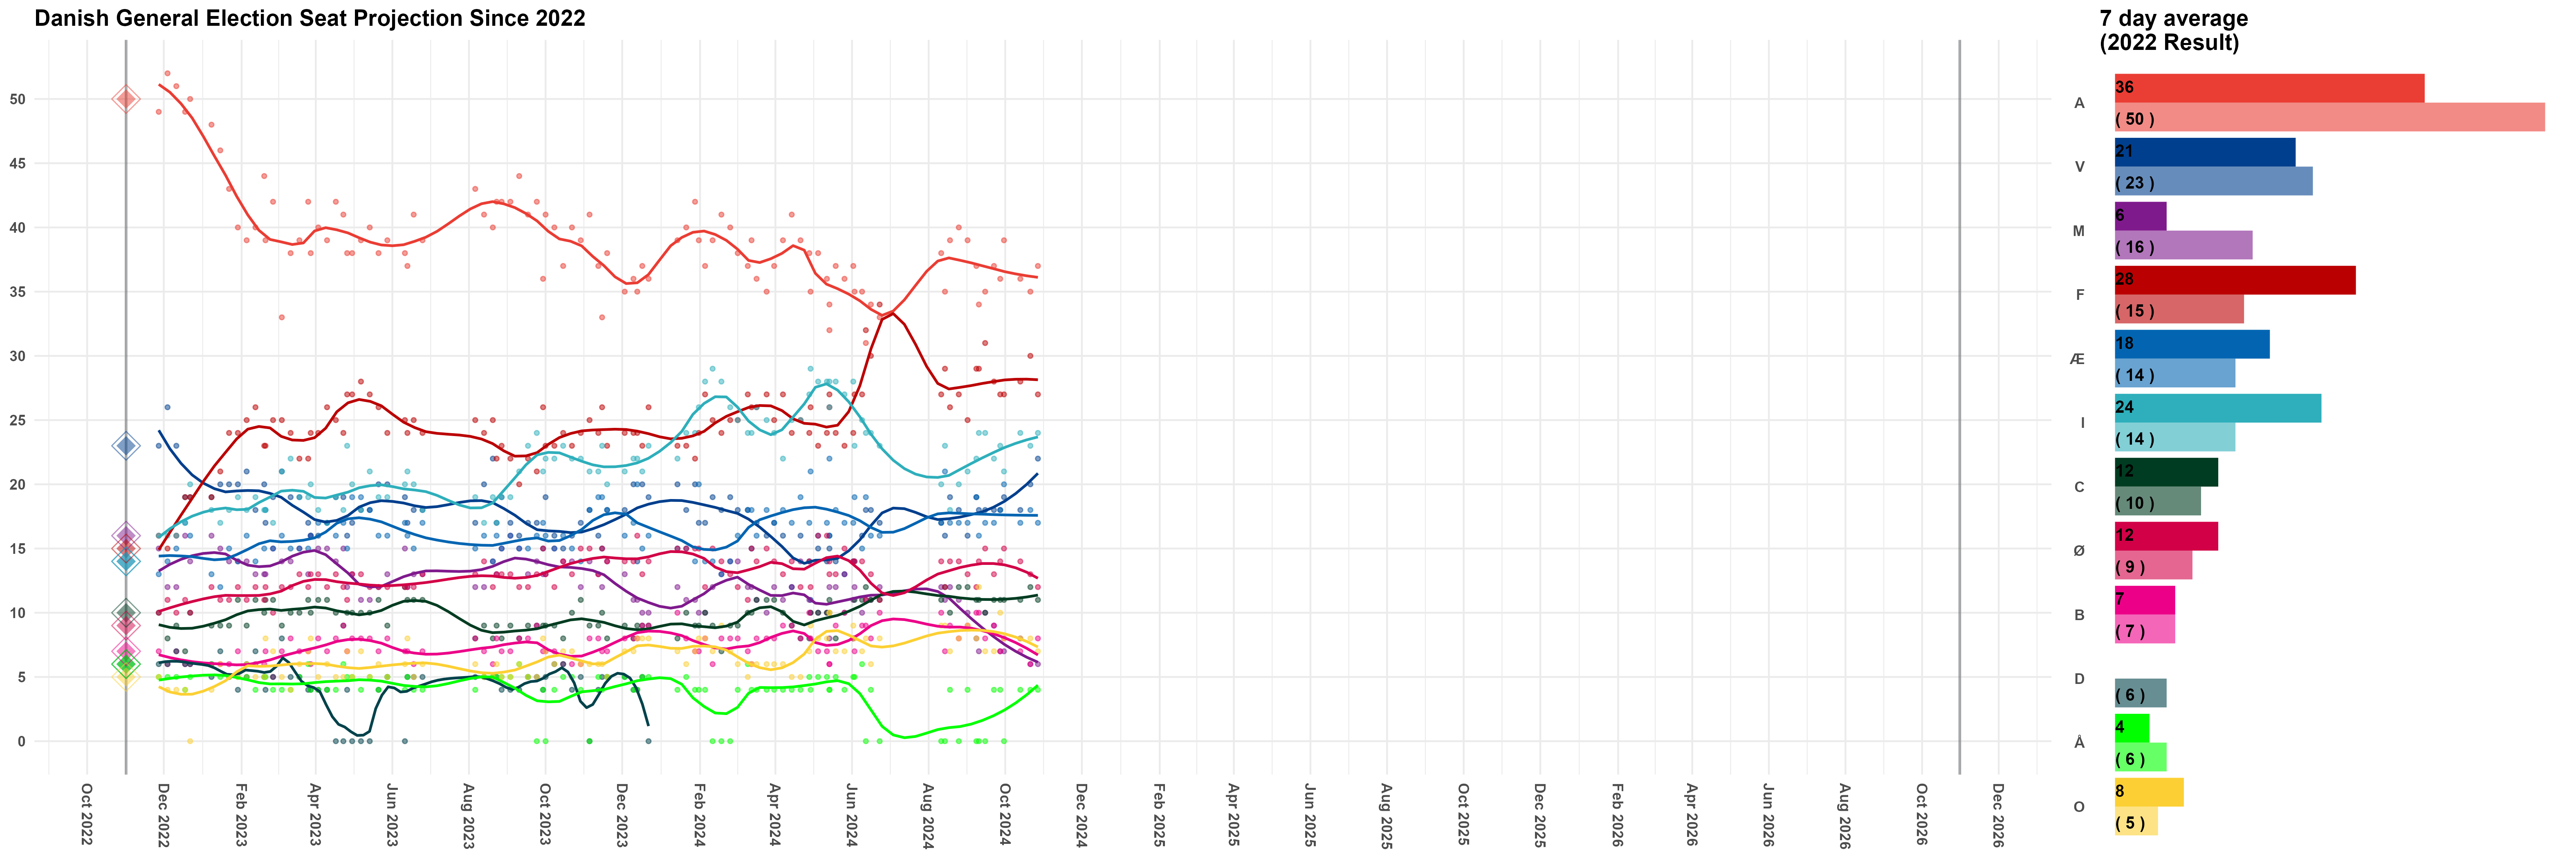 Danish General Election Seat Projection Since 2022
50
45
40
35
30
25
20
15
10
5
0
Oct 2022
Dec 2022
Feb 2023
Apr 2023
Jun 2023
Aug 2023
Oct 2023
Dec 2023
Feb 2024
Apr 2024
Jun 2024
Aug 2024
Oct 2024
Dec 2024
Feb 2025
Apr 2025
Jun 2025
Aug 2025
Oct 2025
Dec 2025
Feb 2026
Apr 2026
Jun 2026
Aug 2026
Oct 2026
Dec 2026
7 day average
(2022 Result)
A
36
( 50 )
V
21
( 23 )
M
6
( 16 )
F
28
( 15 )
Æ
18
( 14 )
I
24
( 14 )
C
12
( 10 )
Ø
12
( 9 )
B
7
( 7 )
D
( 6 )
Å
4
( 6 )
O
8
( 5 )